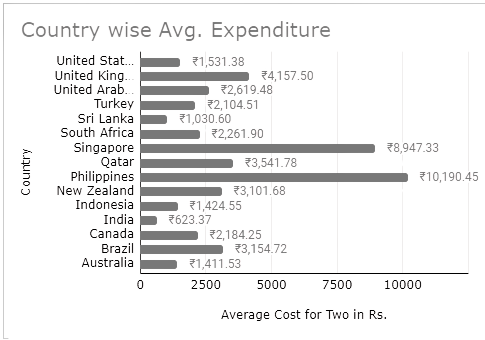 Country wise Avg. Expenditure
United Stat... ₹1,531.38
United King... ₹4,157.50
United Arab... ₹2,619.48
Turkey ₹2,104.51
Sri Lanka ₹1,030.60
South Africa ₹2,261.90
Singapore ₹8,947.33
Qatar ₹3,541.78
Philippines ₹10,190.45
New Zealand ₹3,101.68
Indonesia ₹1,424.55
India ₹623.37
Canada ₹2,184.25
Brazil ₹3,154.72
Australia ₹1,411.53
Country
0 2500 5000 7500 10000
Average Cost for Two in Rs.